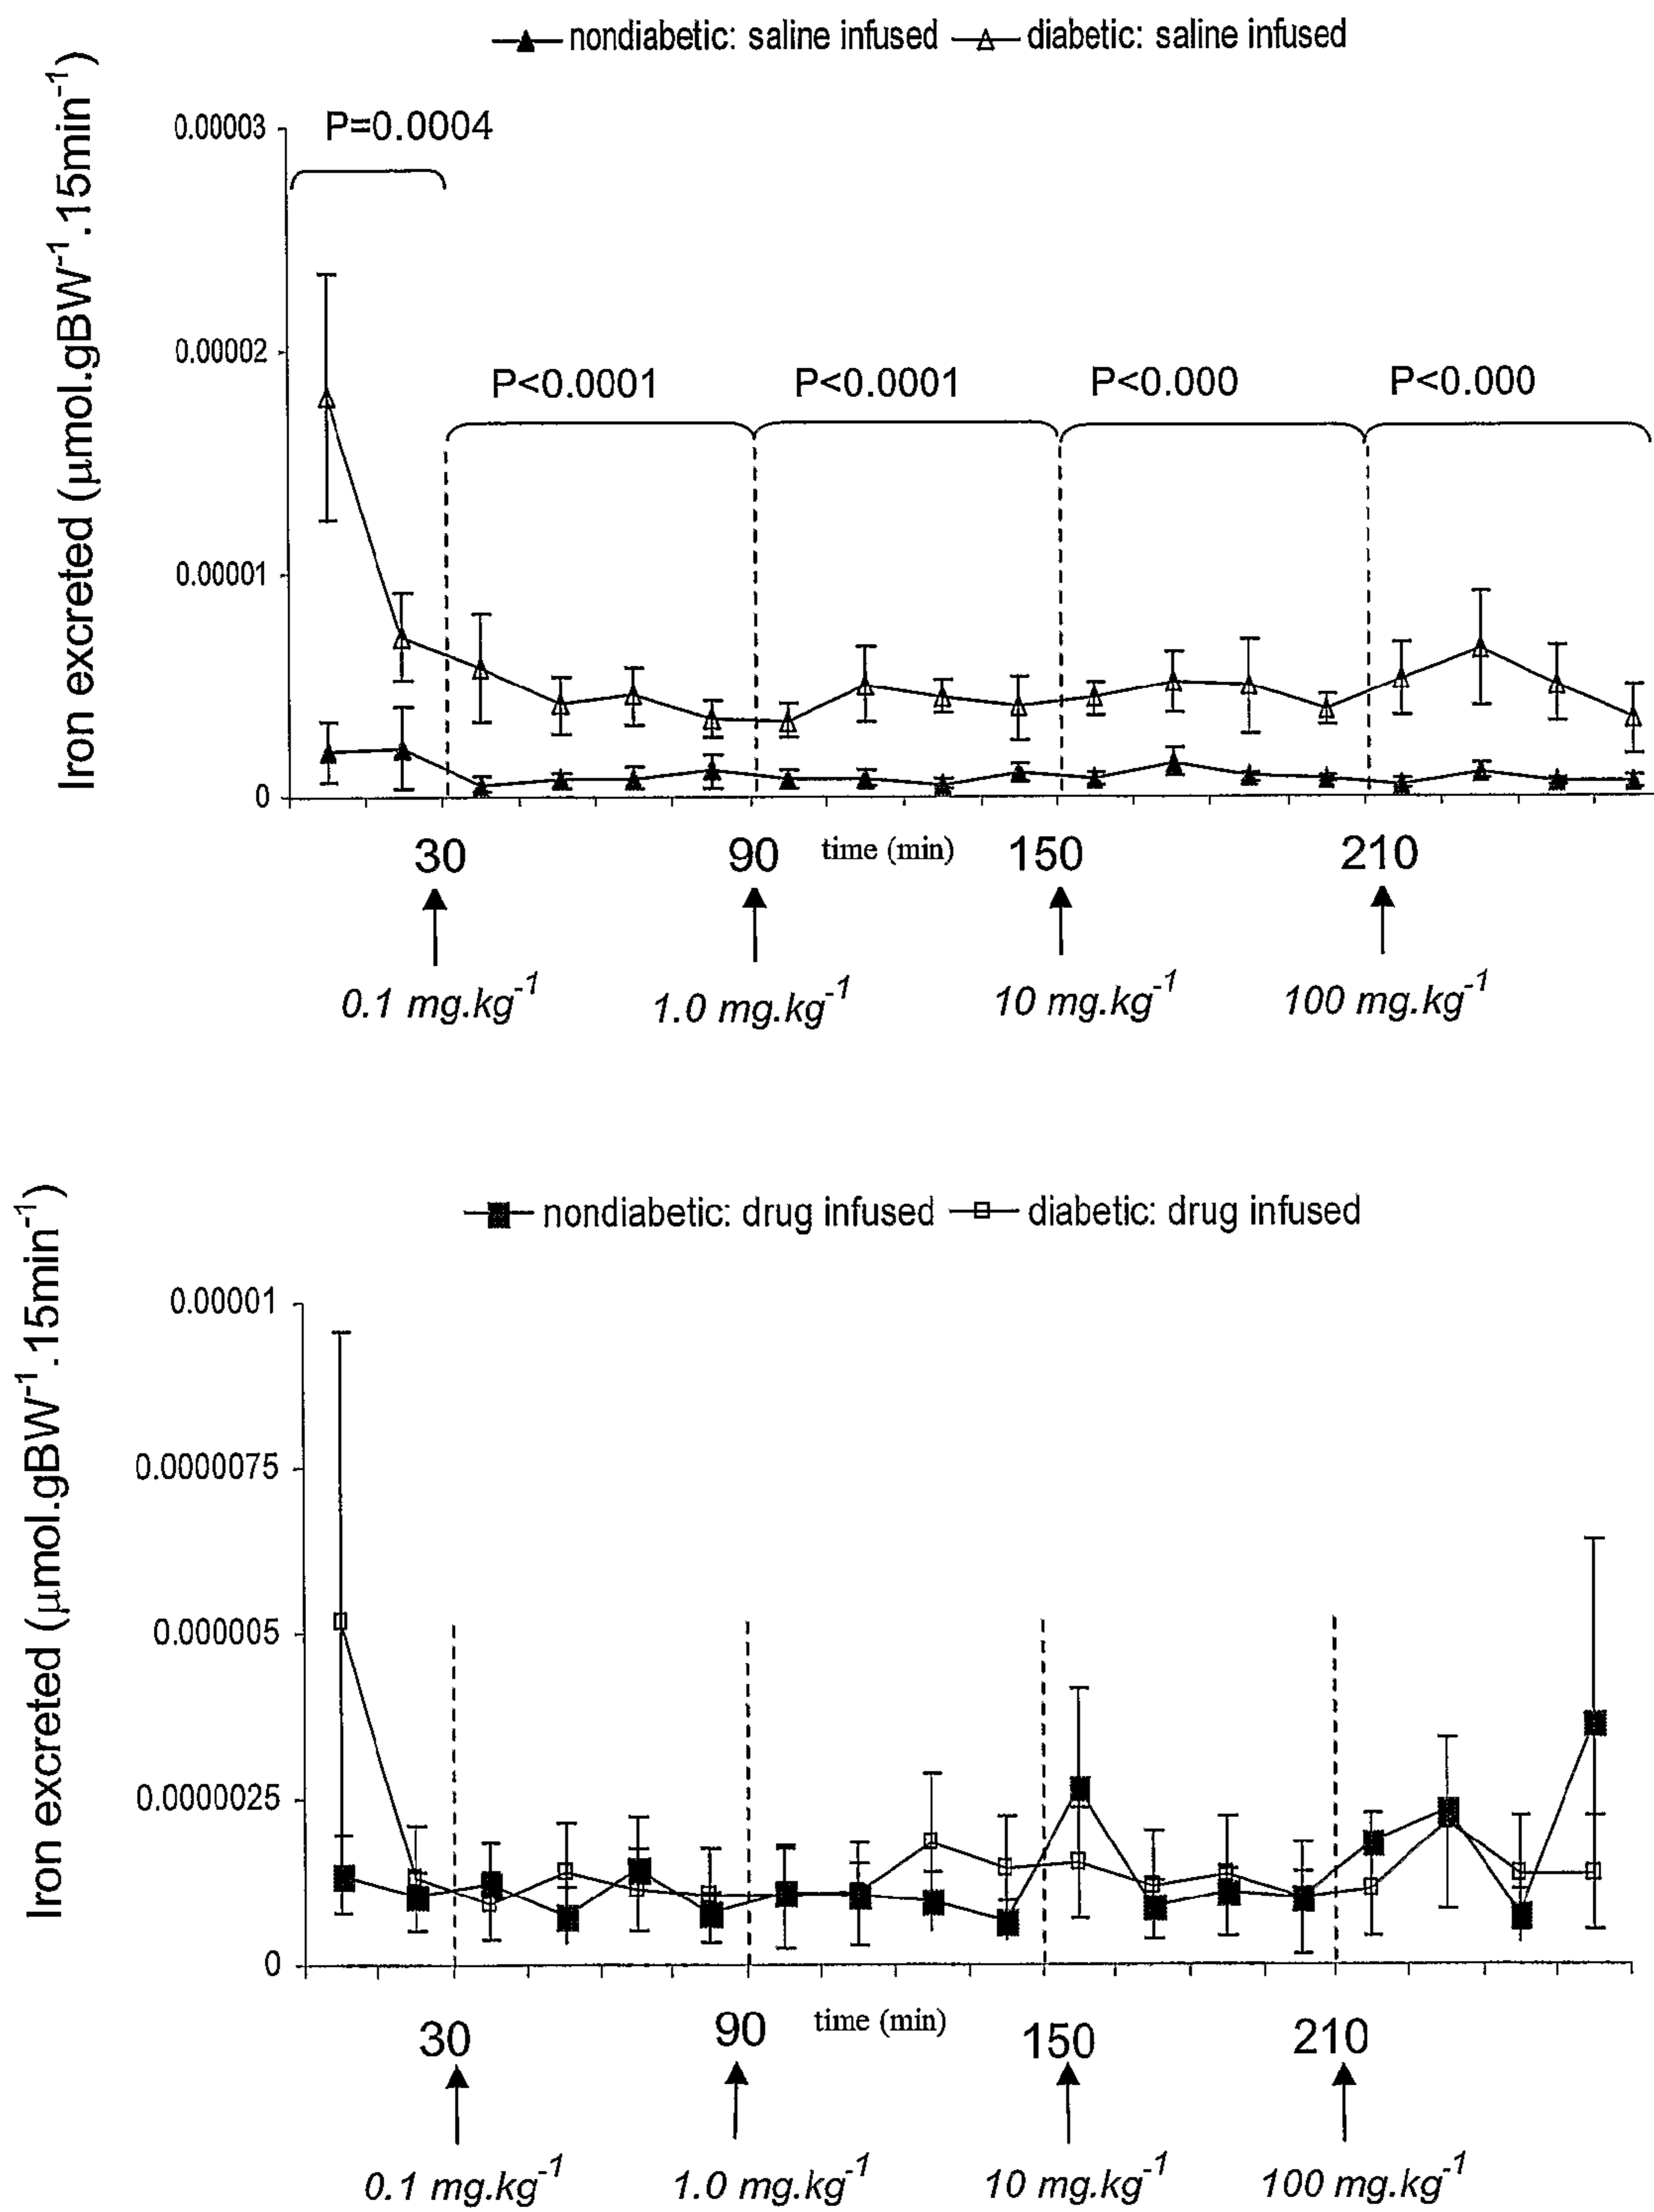 nondiabetic: saline infused diabetic: saline infused
Iron excreted (µmol.gBW⁻¹.15min⁻¹)
0.00003
P=0.0004
0.00002
P<0.0001 P<0.0001 P<0.000 P<0.000
0.00001
0
30 90 time (min) 150 210
0.1 mg.kg⁻¹ 1.0 mg.kg⁻¹ 10 mg.kg⁻¹ 100 mg.kg⁻¹
nondiabetic: drug infused diabetic: drug infused
Iron excreted (µmol.gBW⁻¹.15min⁻¹)
0.00001
0.0000075
0.000005
0.0000025
0
30 90 time (min) 150 210
0.1 mg.kg⁻¹ 1.0 mg.kg⁻¹ 10 mg.kg⁻¹ 100 mg.kg⁻¹